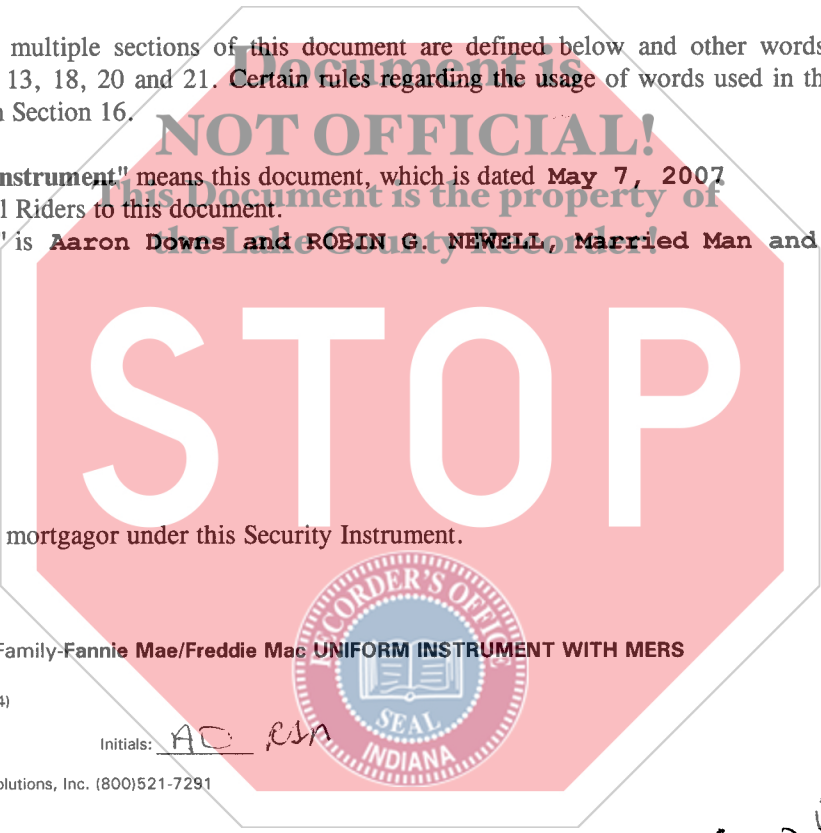 multiple sections of this document are defined below and other words
13, 18, 20 and 21. Certain rules regarding the usage of words used in th
Section 16.
Document is
NOT OFFICIAL!
This Document is the property of
the Lake County Recorder!
nstrument" means this document, which is dated May 7, 2007
l Riders to this document.
" is Aaron Downs and ROBIN G. NEWELL, Married Man and
STOP
mortgagor under this Security Instrument.
RECORDER'S OFFICE
SEAL
INDIANA
Family-Fannie Mae/Freddie Mac UNIFORM INSTRUMENT WITH MERS
4)
Initials: AD
olutions, Inc. (800)521-7291